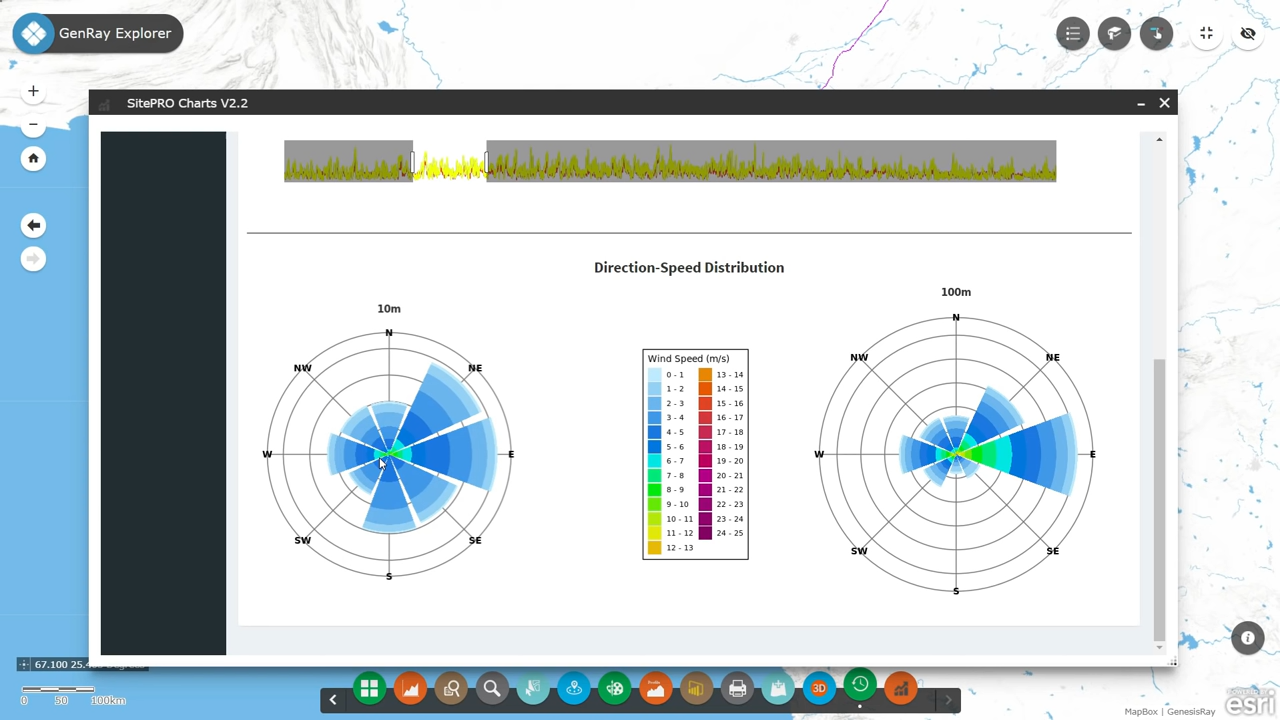 GenRay Explorer
SitePRO Charts V2.2
Direction-Speed Distribution
10m
N
NE
E
SE
S
SW
W
NW
Wind Speed (m/s)
0 - 1
1 - 2
2 - 3
3 - 4
4 - 5
5 - 6
6 - 7
7 - 8
8 - 9
9 - 10
10 - 11
11 - 12
12 - 13
13 - 14
14 - 15
15 - 16
16 - 17
17 - 18
18 - 19
19 - 20
20 - 21
21 - 22
22 - 23
23 - 24
24 - 25
100m
N
NE
E
SE
S
SW
W
NW
67.100 25.4
0 50 100km
3D
MapBox | GenesisRay
esri